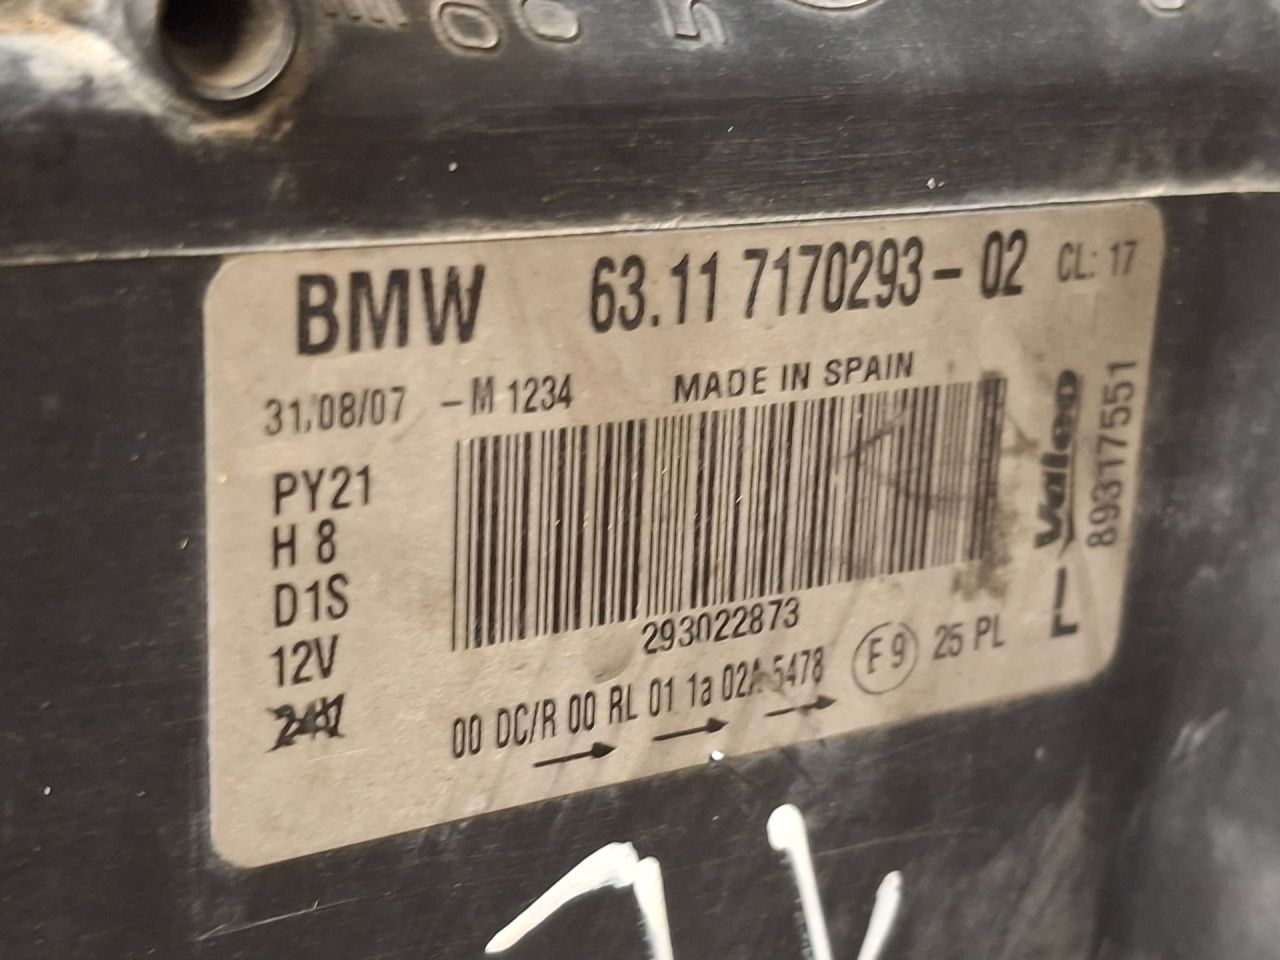 BMW 63.11 7170293-02 CL: 17
31/08/07 -M 1234 MADE IN SPAIN
PY21
H 8
D1S
12V
24V
293022873
00 DC/R 00 RL 01 1a 02A 5478 E9 25 PL
L Valeo
89317551